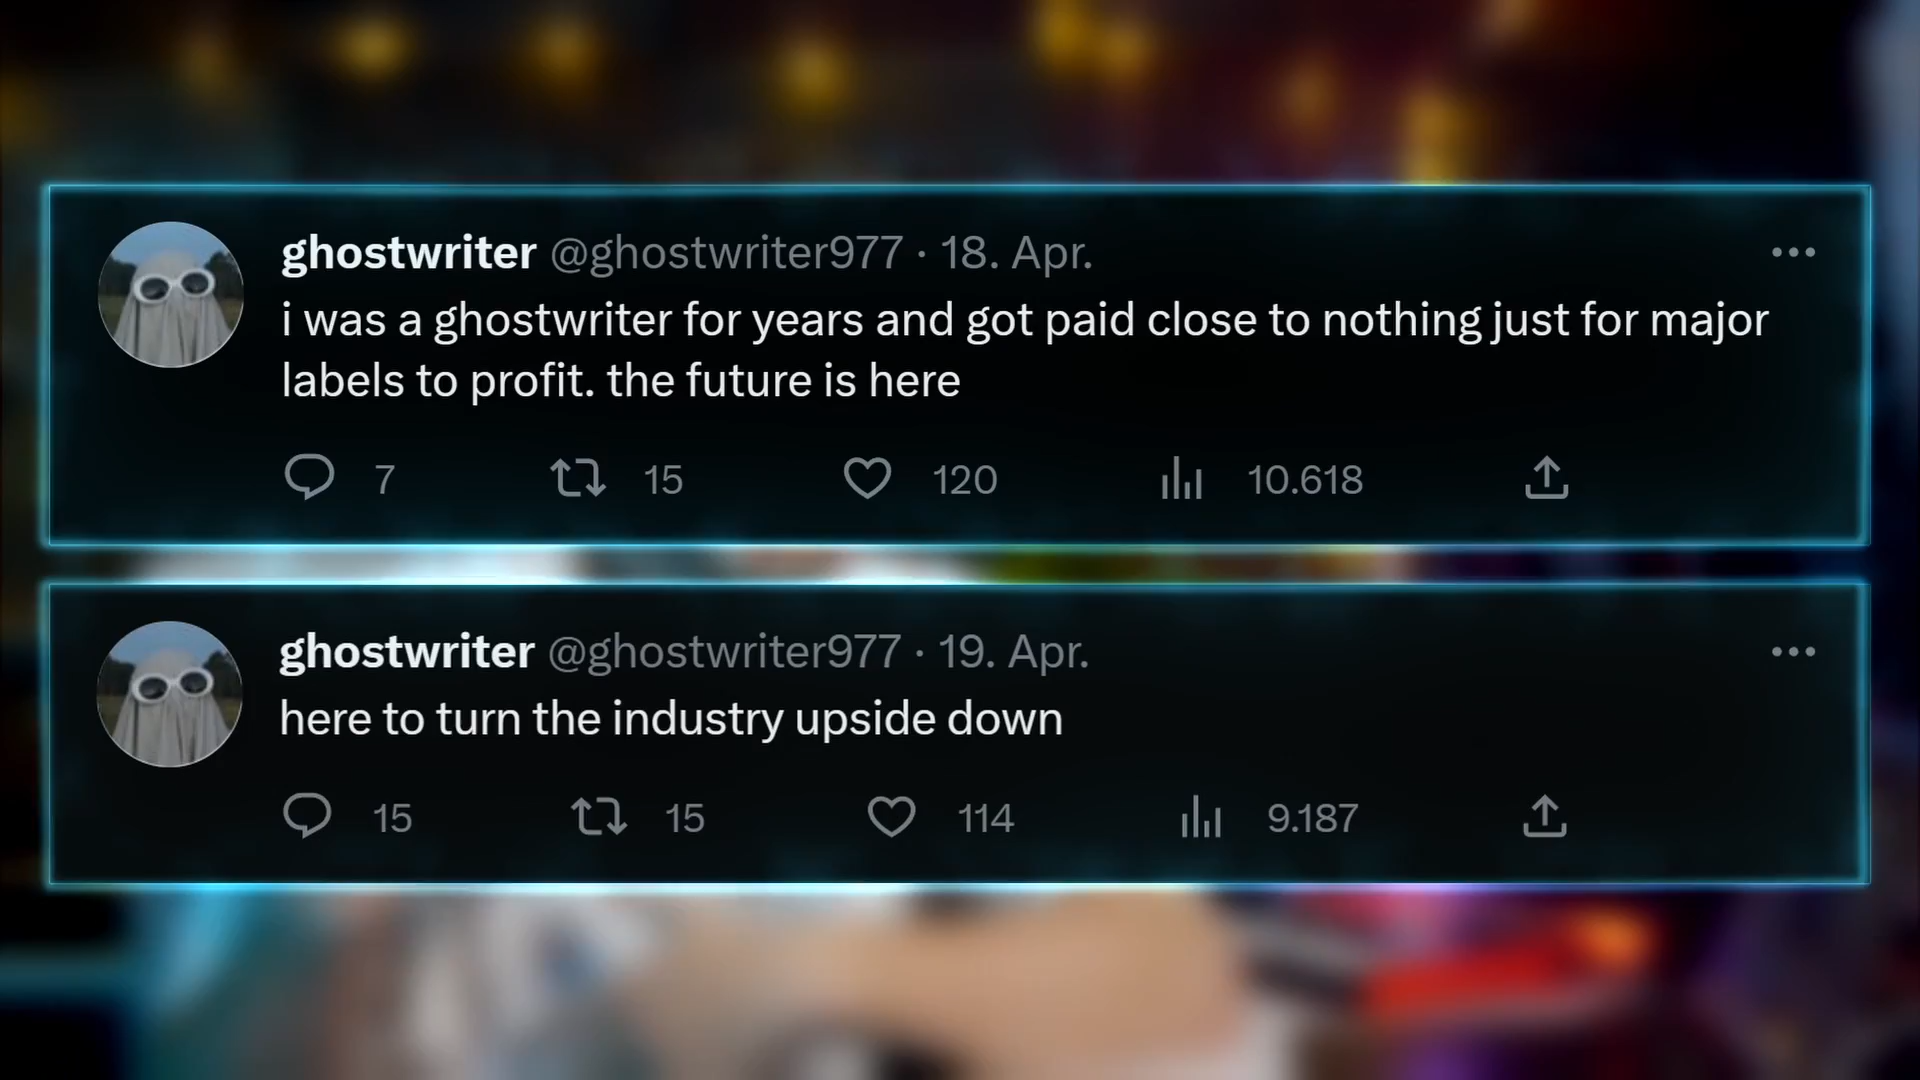 ghostwriter @ghostwriter977 · 18. Apr.
i was a ghostwriter for years and got paid close to nothing just for major
labels to profit. the future is here
7 15 120 10.618
ghostwriter @ghostwriter977 · 19. Apr.
here to turn the industry upside down
15 15 114 9.187